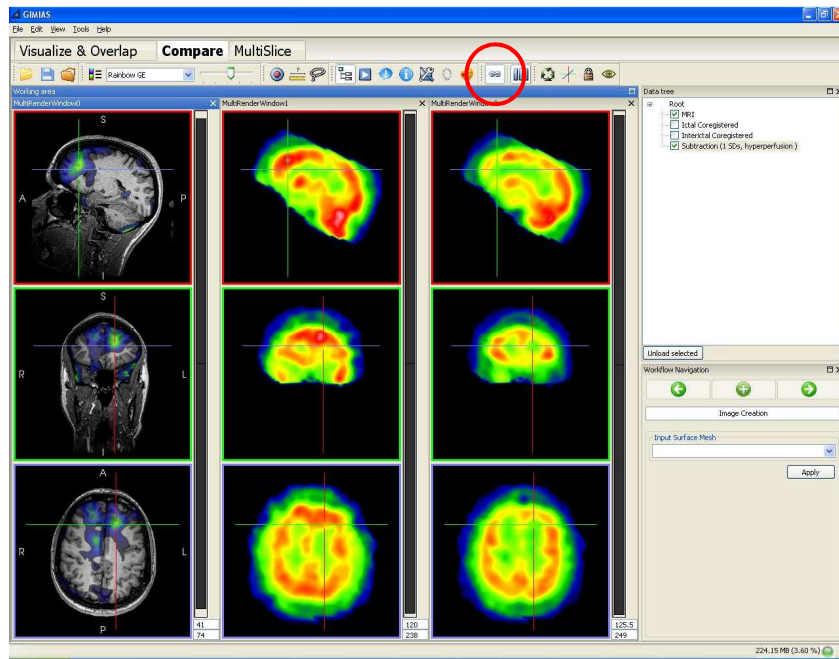 GIMIAS
File Edit View Tools Help
Visualize & Overlap Compare MultiSlice
Rainbow GE
Working area
MultiRenderWindow0
MultiRenderWindow1
S
A
P
I
S
R
L
I
A
R
L
P
41
74
120
238
125.5
249
Data tree
Root
MRI
Ictal Coregistered
Interictal Coregistered
Subtraction (1 SDs, hyperperfusion )
Unload selected
Workflow Navigation
Image Creation
Input Surface Mesh
Apply
224.15 MB (3.60 %)